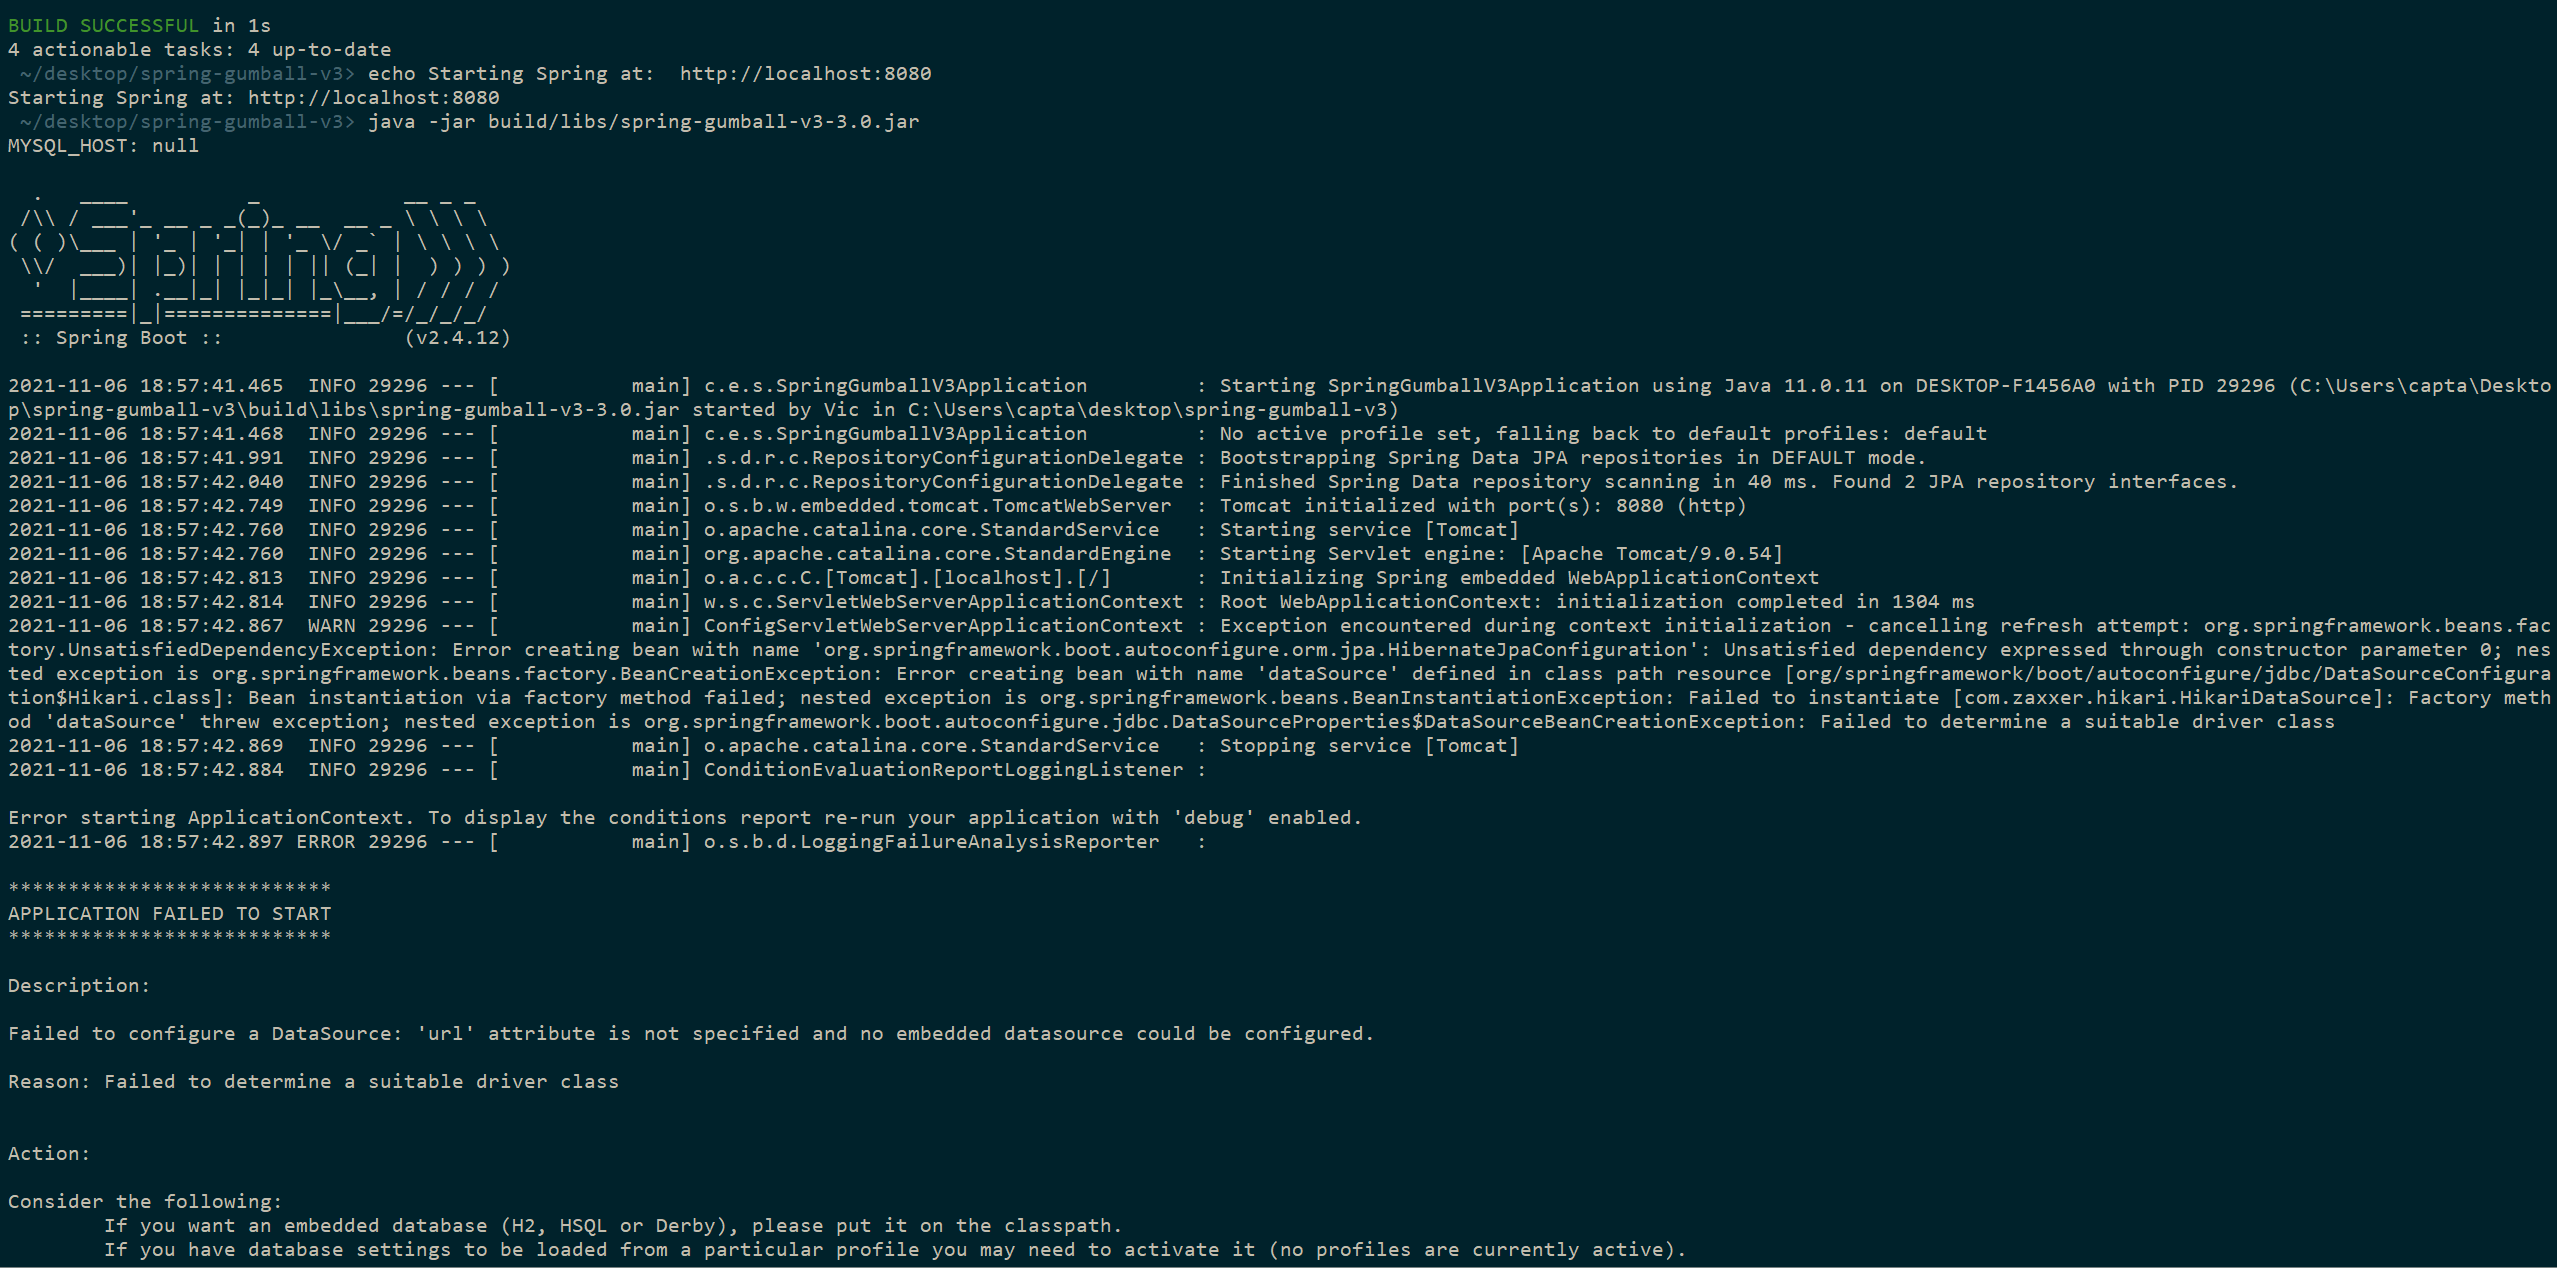 BUILD SUCCESSFUL in 1s
4 actionable tasks: 4 up-to-date
 ~/desktop/spring-gumball-v3> echo Starting Spring at:  http://localhost:8080
Starting Spring at: http://localhost:8080
 ~/desktop/spring-gumball-v3> java -jar build/libs/spring-gumball-v3-3.0.jar
MYSQL_HOST: null

  .   ____          _            __ _ _
 /\\ / ___'_ __ _ _(_)_ __  __ _ \ \ \ \
( ( )\___ | '_ | '_| | '_ \/ _` | \ \ \ \
 \\/  ___)| |_)| | | | | || (_| |  ) ) ) )
  '  |____| .__|_| |_|_| |_\__, | / / / /
 =========|_|==============|___/=/_/_/_/
 :: Spring Boot ::               (v2.4.12)

2021-11-06 18:57:41.465  INFO 29296 --- [           main] c.e.s.SpringGumballV3Application         : Starting SpringGumballV3Application using Java 11.0.11 on DESKTOP-F1456A0 with PID 29296 (C:\Users\capta\Deskto
p\spring-gumball-v3\build\libs\spring-gumball-v3-3.0.jar started by Vic in C:\Users\capta\desktop\spring-gumball-v3)
2021-11-06 18:57:41.468  INFO 29296 --- [           main] c.e.s.SpringGumballV3Application         : No active profile set, falling back to default profiles: default
2021-11-06 18:57:41.991  INFO 29296 --- [           main] .s.d.r.c.RepositoryConfigurationDelegate : Bootstrapping Spring Data JPA repositories in DEFAULT mode.
2021-11-06 18:57:42.040  INFO 29296 --- [           main] .s.d.r.c.RepositoryConfigurationDelegate : Finished Spring Data repository scanning in 40 ms. Found 2 JPA repository interfaces.
2021-11-06 18:57:42.749  INFO 29296 --- [           main] o.s.b.w.embedded.tomcat.TomcatWebServer  : Tomcat initialized with port(s): 8080 (http)
2021-11-06 18:57:42.760  INFO 29296 --- [           main] o.apache.catalina.core.StandardService   : Starting service [Tomcat]
2021-11-06 18:57:42.760  INFO 29296 --- [           main] org.apache.catalina.core.StandardEngine  : Starting Servlet engine: [Apache Tomcat/9.0.54]
2021-11-06 18:57:42.813  INFO 29296 --- [           main] o.a.c.c.C.[Tomcat].[localhost].[/]       : Initializing Spring embedded WebApplicationContext
2021-11-06 18:57:42.814  INFO 29296 --- [           main] w.s.c.ServletWebServerApplicationContext : Root WebApplicationContext: initialization completed in 1304 ms
2021-11-06 18:57:42.867  WARN 29296 --- [           main] ConfigServletWebServerApplicationContext : Exception encountered during context initialization - cancelling refresh attempt: org.springframework.beans.fac
tory.UnsatisfiedDependencyException: Error creating bean with name 'org.springframework.boot.autoconfigure.orm.jpa.HibernateJpaConfiguration': Unsatisfied dependency expressed through constructor parameter 0; nes
ted exception is org.springframework.beans.factory.BeanCreationException: Error creating bean with name 'dataSource' defined in class path resource [org/springframework/boot/autoconfigure/jdbc/DataSourceConfigura
tion$Hikari.class]: Bean instantiation via factory method failed; nested exception is org.springframework.beans.BeanInstantiationException: Failed to instantiate [com.zaxxer.hikari.HikariDataSource]: Factory meth
od 'dataSource' threw exception; nested exception is org.springframework.boot.autoconfigure.jdbc.DataSourceProperties$DataSourceBeanCreationException: Failed to determine a suitable driver class
2021-11-06 18:57:42.869  INFO 29296 --- [           main] o.apache.catalina.core.StandardService   : Stopping service [Tomcat]
2021-11-06 18:57:42.884  INFO 29296 --- [           main] ConditionEvaluationReportLoggingListener :

Error starting ApplicationContext. To display the conditions report re-run your application with 'debug' enabled.
2021-11-06 18:57:42.897 ERROR 29296 --- [           main] o.s.b.d.LoggingFailureAnalysisReporter   :

***************************
APPLICATION FAILED TO START
***************************

Description:

Failed to configure a DataSource: 'url' attribute is not specified and no embedded datasource could be configured.

Reason: Failed to determine a suitable driver class


Action:

Consider the following:
        If you want an embedded database (H2, HSQL or Derby), please put it on the classpath.
        If you have database settings to be loaded from a particular profile you may need to activate it (no profiles are currently active).